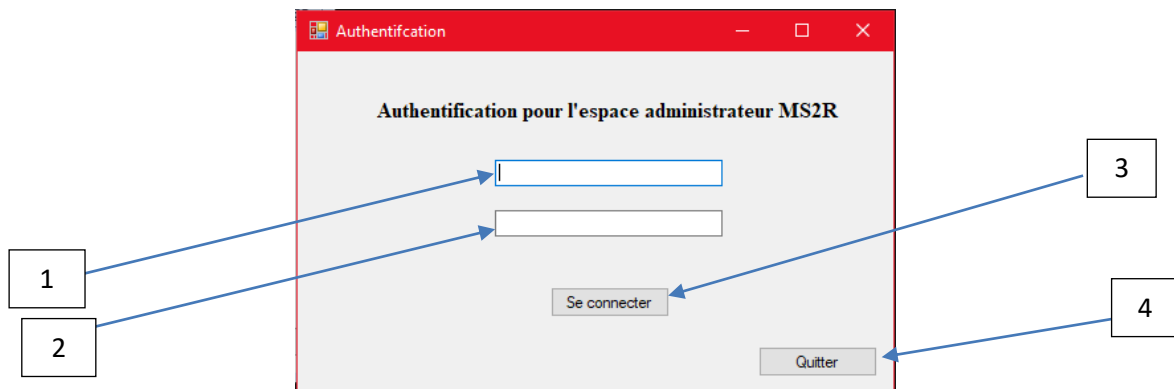 Authentifcation
Authentification pour l'espace administrateur MS2R
3
1
Se connecter
4
2
Quitter